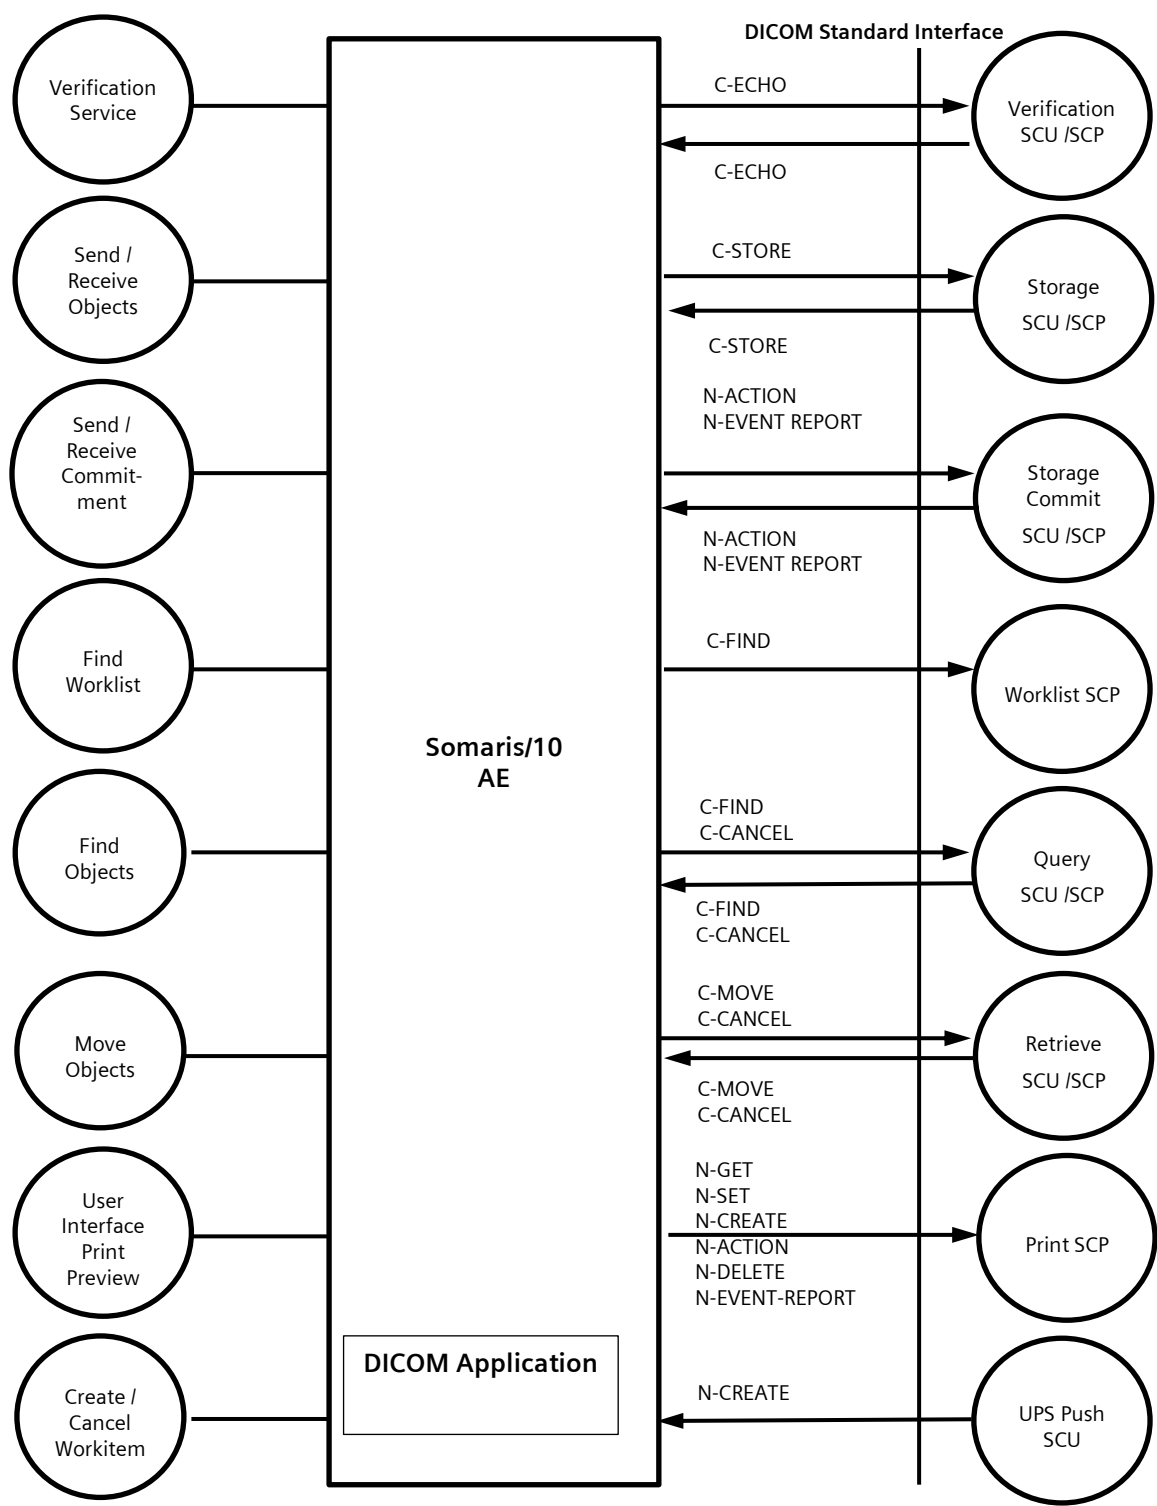 DICOM Standard Interface
Verification
Service
C-ECHO
C-ECHO
Verification
SCU /SCP
Send /
Receive
Objects
C-STORE
C-STORE
Storage
SCU /SCP
Send /
Receive
Commit-
ment
N-ACTION
N-EVENT REPORT
N-ACTION
N-EVENT REPORT
Storage
Commit
SCU /SCP
Find
Worklist
C-FIND
Worklist SCP
Somaris/10
AE
Find
Objects
C-FIND
C-CANCEL
C-FIND
C-CANCEL
Query
SCU /SCP
Move
Objects
C-MOVE
C-CANCEL
C-MOVE
C-CANCEL
Retrieve
SCU /SCP
User
Interface
Print
Preview
N-GET
N-SET
N-CREATE
N-ACTION
N-DELETE
N-EVENT-REPORT
Print SCP
DICOM Application
Create /
Cancel
Workitem
N-CREATE
UPS Push
SCU